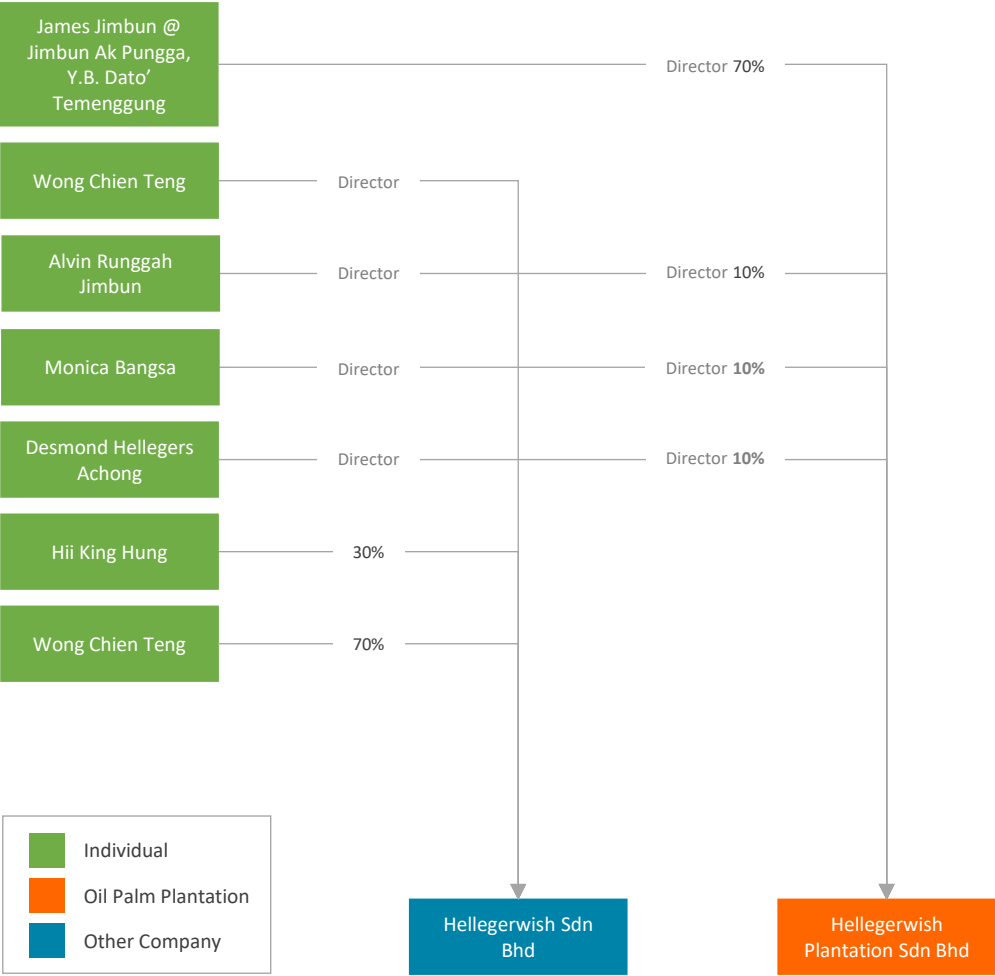 James Jimbun @
Jimbun Ak Pungga,
Y.B. Dato’
Temenggung
Director 70%
Wong Chien Teng
Director
Alvin Runggah
Jimbun
Director
Director 10%
Monica Bangsa
Director
Director 10%
Desmond Hellegers
Achong
Director
Director 10%
Hii King Hung
30%
Wong Chien Teng
70%
Individual
Oil Palm Plantation
Other Company
Hellegerwish Sdn
Bhd
Hellegerwish
Plantation Sdn Bhd